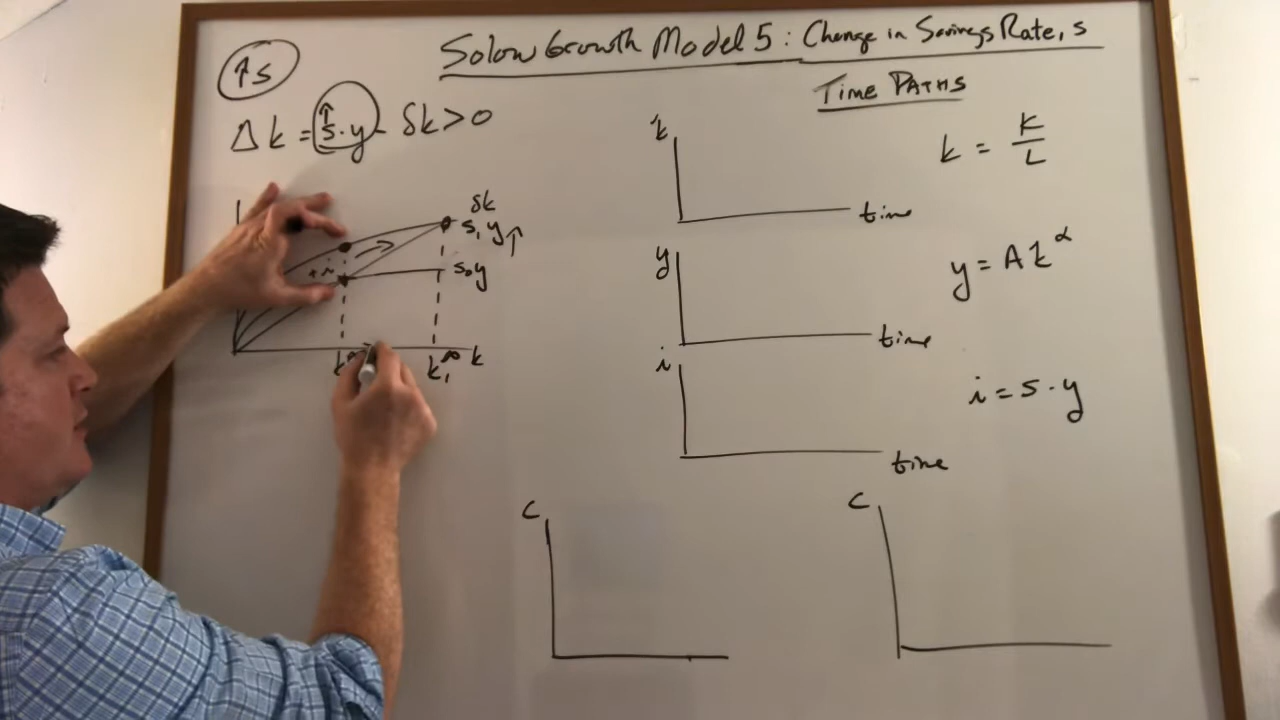 Solow Growth Model 5: Change in Savings Rate, s
↑s
Δk = ↑s·y - δk > 0
δk
s₁y↑
s₀y
+i
k₁* k
Time Paths
k
time
k = K/L
y
time
y = Ak^α
i
time
i = s·y
c
c